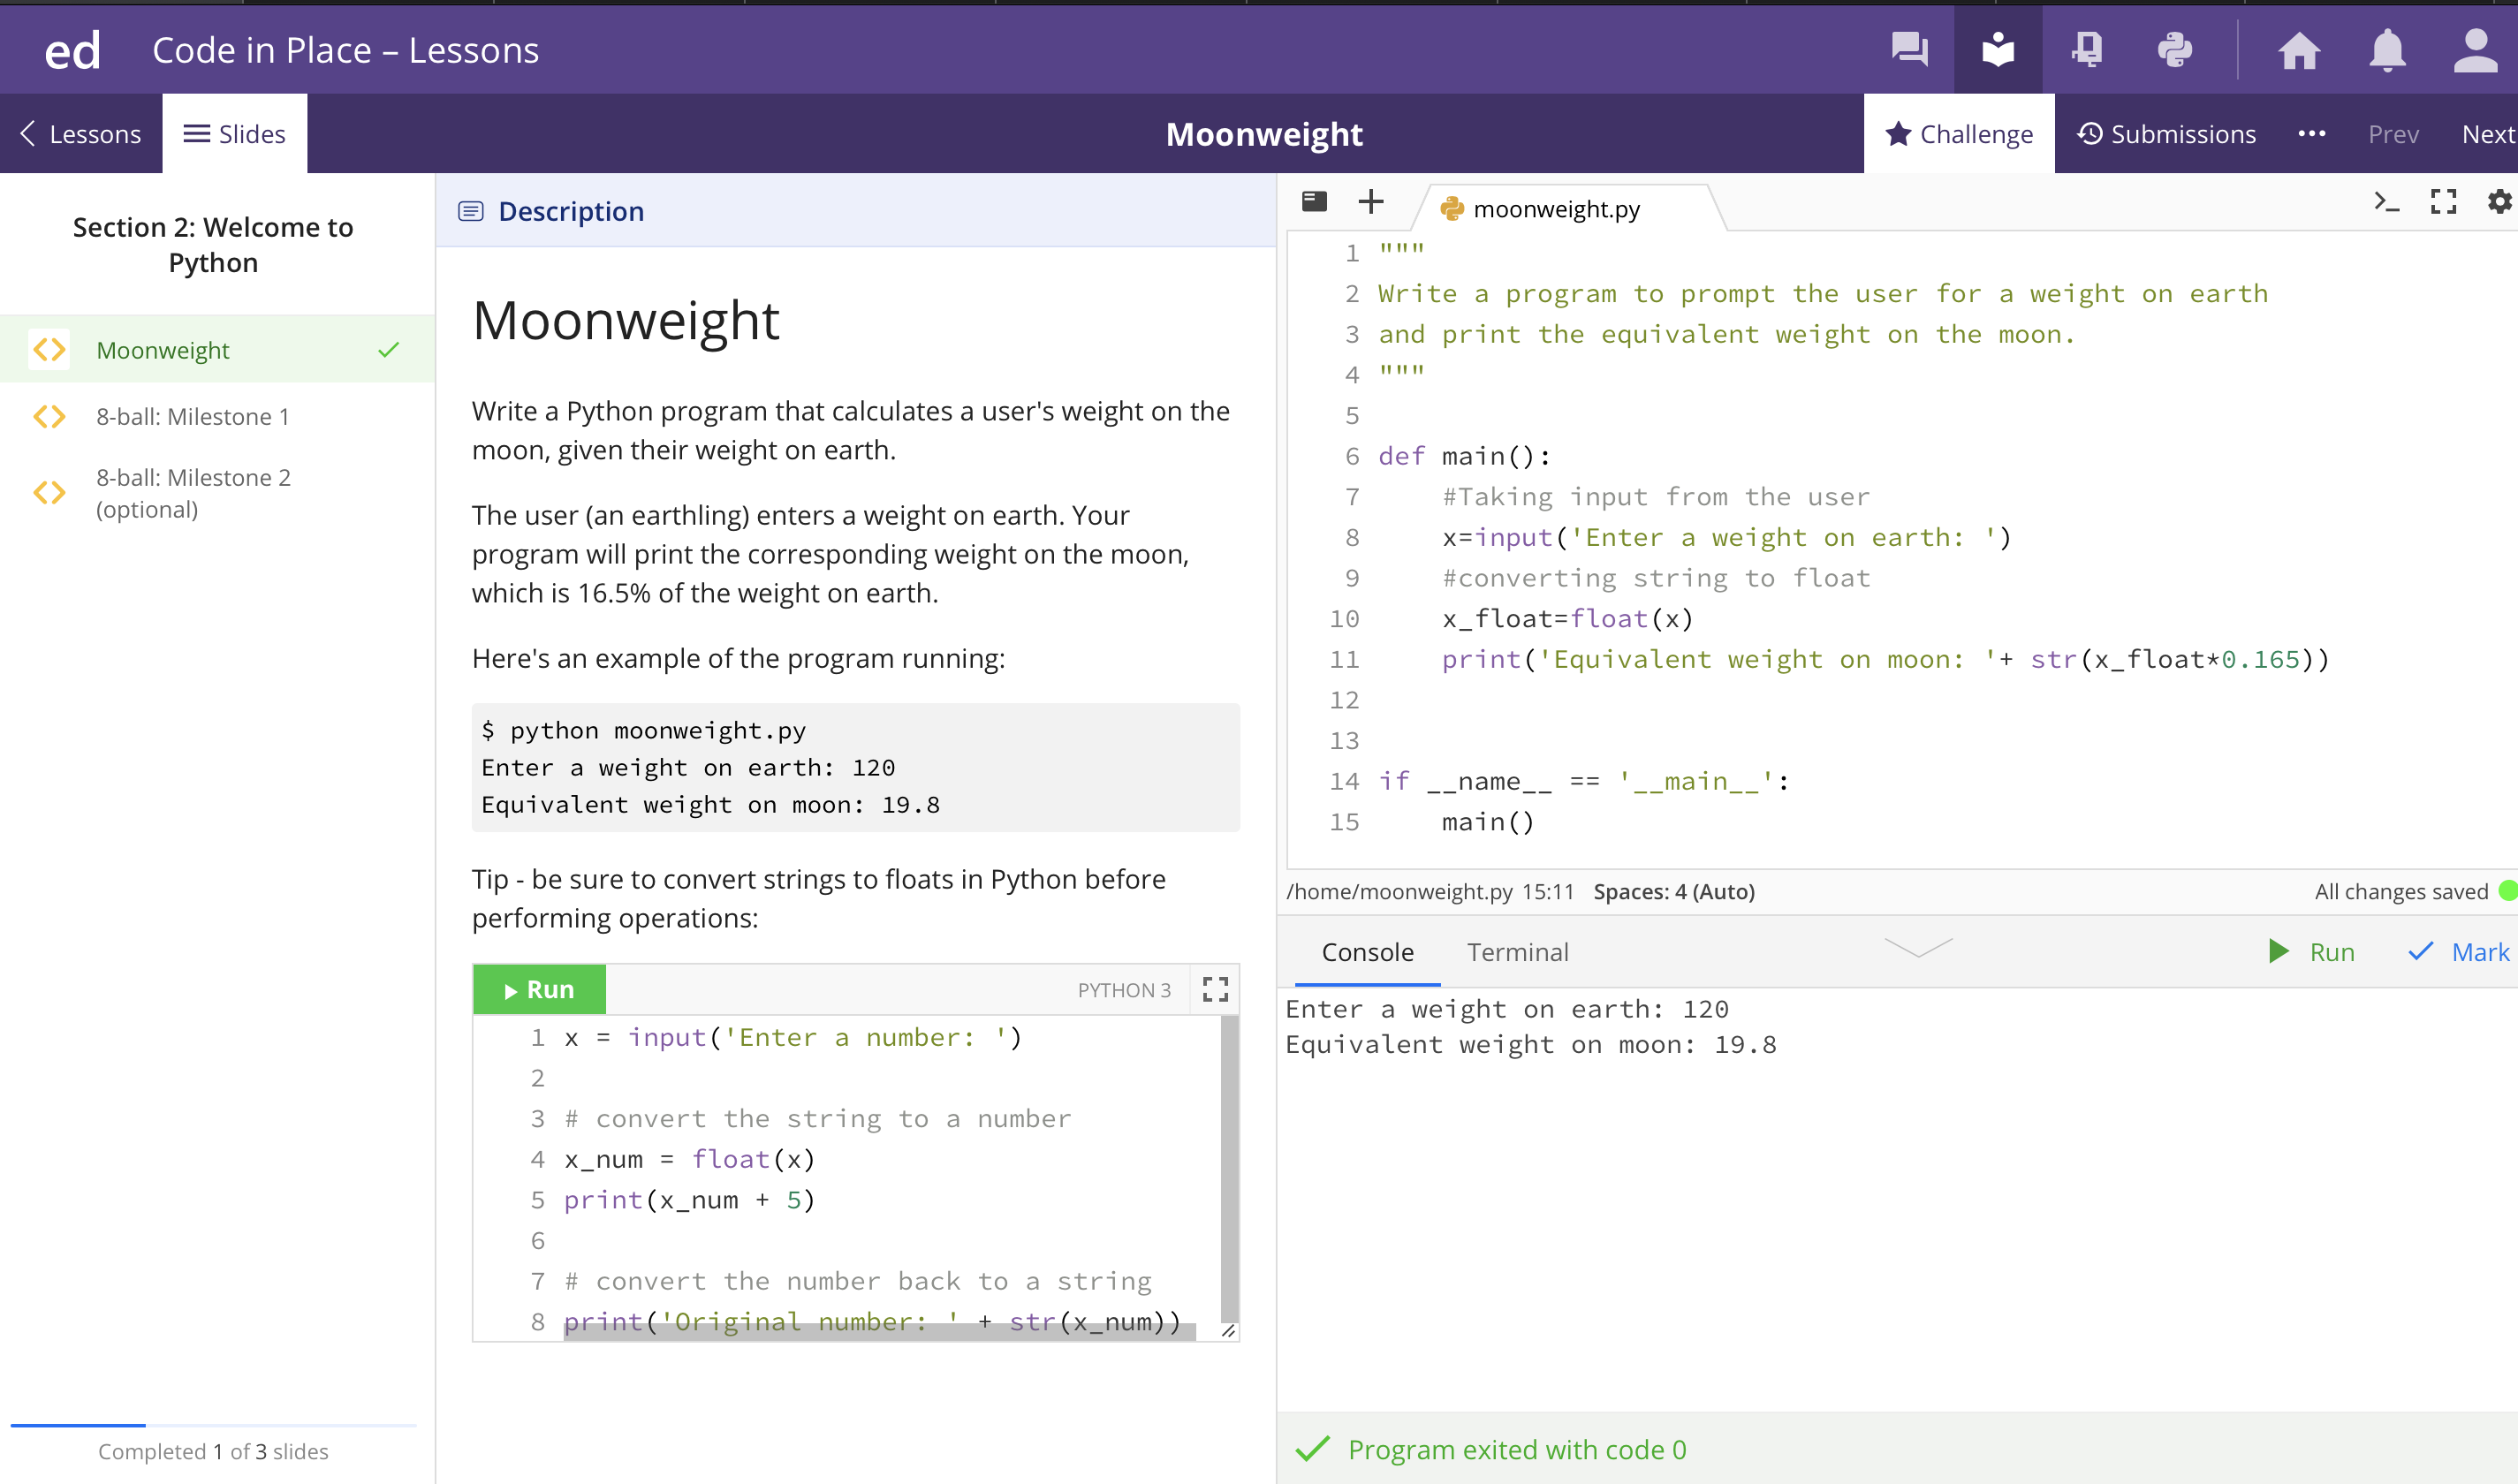 ed Code in Place – Lessons
Lessons Slides Moonweight Challenge Submissions ••• Prev Next
Section 2: Welcome to
Python
Moonweight
8-ball: Milestone 1
8-ball: Milestone 2
(optional)
Completed 1 of 3 slides
Description
Moonweight
Write a Python program that calculates a user's weight on the
moon, given their weight on earth.
The user (an earthling) enters a weight on earth. Your
program will print the corresponding weight on the moon,
which is 16.5% of the weight on earth.
Here's an example of the program running:
$ python moonweight.py
Enter a weight on earth: 120
Equivalent weight on moon: 19.8
Tip - be sure to convert strings to floats in Python before
performing operations:
Run PYTHON 3
1 x = input('Enter a number: ')
2
3 # convert the string to a number
4 x_num = float(x)
5 print(x_num + 5)
6
7 # convert the number back to a string
8 print('Original number: ' + str(x_num))
moonweight.py
1 """
2 Write a program to prompt the user for a weight on earth
3 and print the equivalent weight on the moon.
4 """
5
6 def main():
7     #Taking input from the user
8     x=input('Enter a weight on earth: ')
9     #converting string to float
10     x_float=float(x)
11     print('Equivalent weight on moon: '+ str(x_float*0.165))
12
13
14 if __name__ == '__main__':
15     main()
/home/moonweight.py 15:11 Spaces: 4 (Auto) All changes saved
Console Terminal Run Mark
Enter a weight on earth: 120
Equivalent weight on moon: 19.8
Program exited with code 0